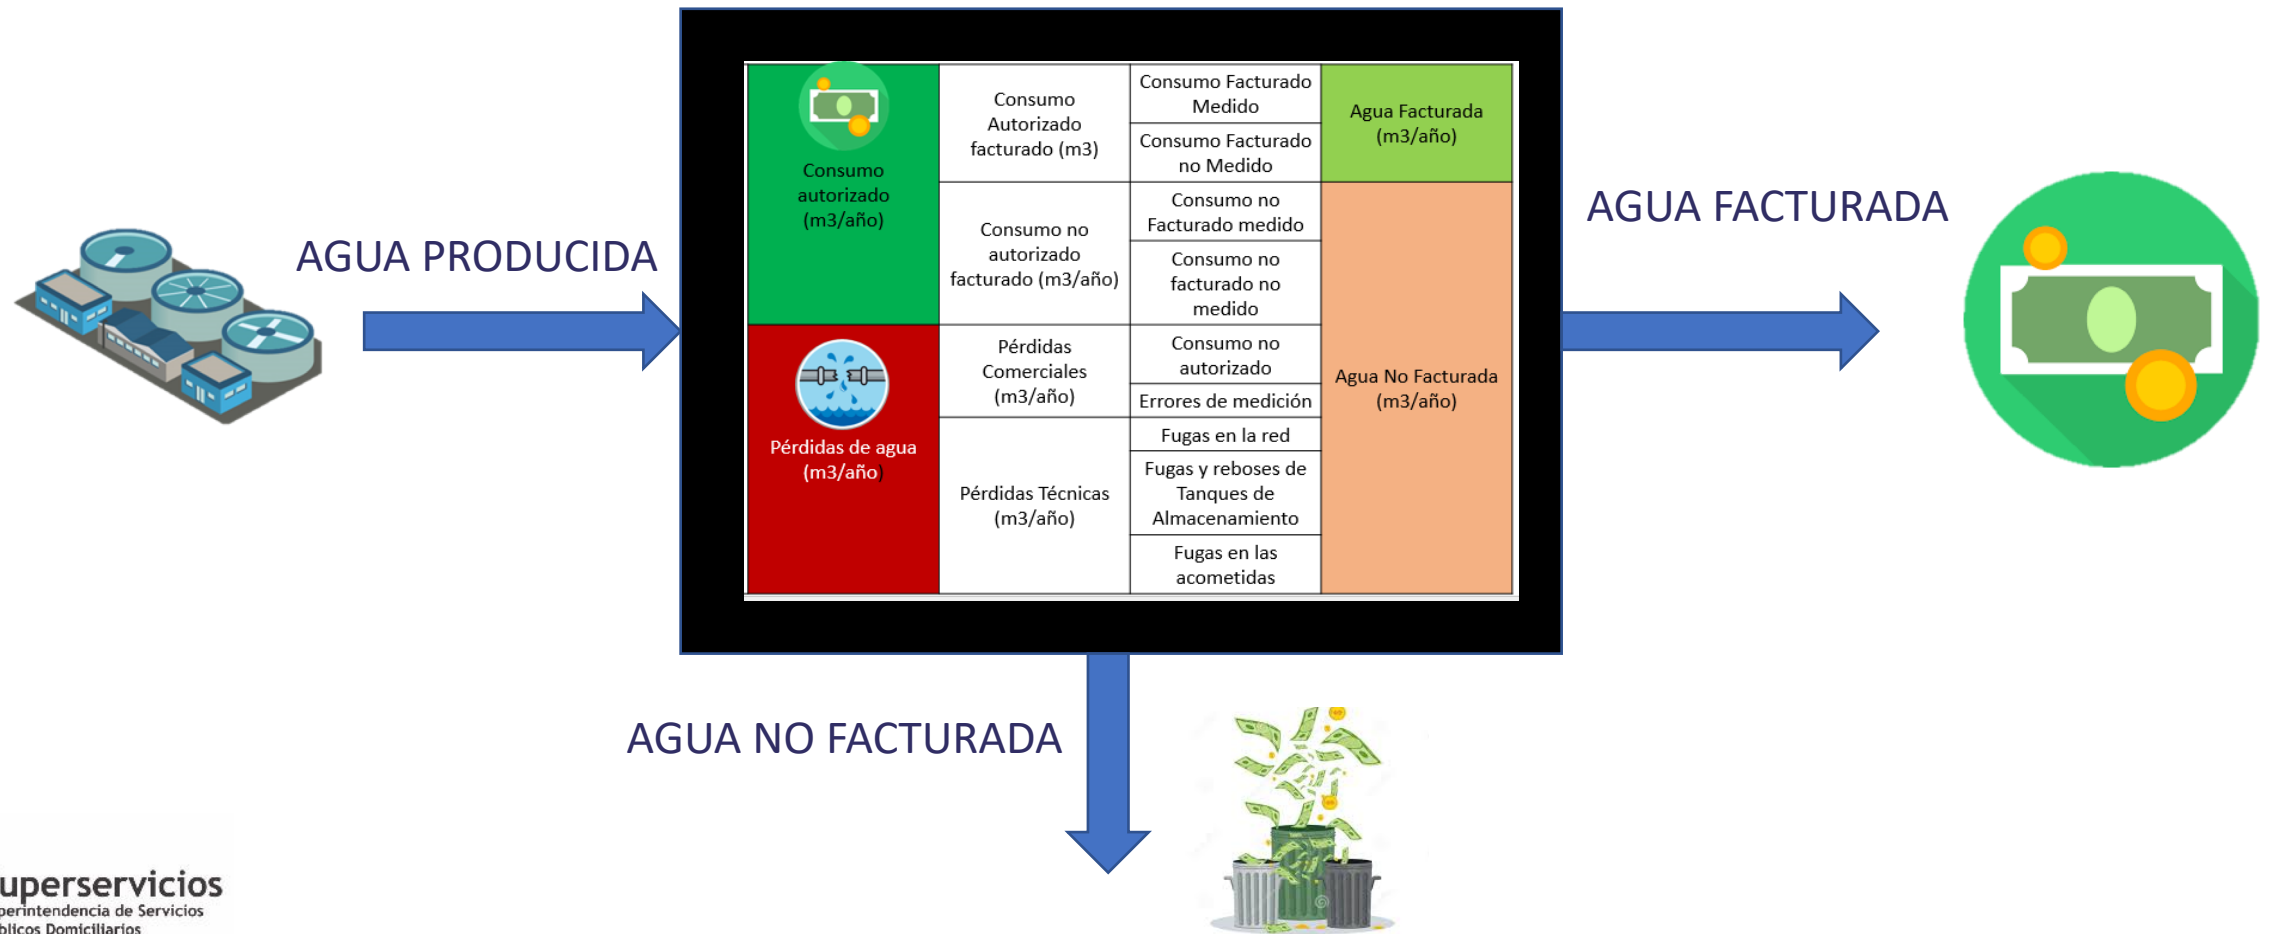 AGUA PRODUCIDA
Consumo
autorizado
(m3/año)
Consumo
Autorizado
facturado (m3)
Consumo Facturado
Medido
Consumo Facturado
no Medido
Agua Facturada
(m3/año)
Consumo no
autorizado
facturado (m3/año)
Consumo no
Facturado medido
Consumo no
facturado no
medido
Pérdidas de agua
(m3/año)
Pérdidas
Comerciales
(m3/año)
Consumo no
autorizado
Errores de medición
Agua No Facturada
(m3/año)
Pérdidas Técnicas
(m3/año)
Fugas en la red
Fugas y reboses de
Tanques de
Almacenamiento
Fugas en las
acometidas
AGUA FACTURADA
AGUA NO FACTURADA
uperservicios
perintendencia de Servicios
blicos Domiciliarios